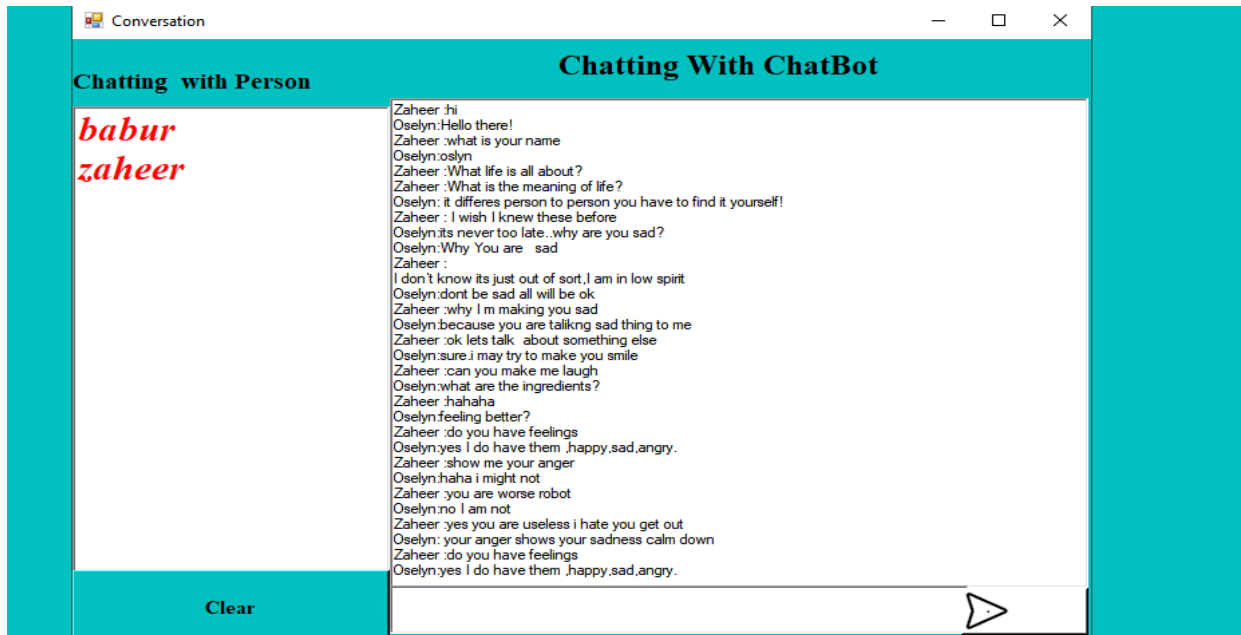 Conversation
Chatting With ChatBot
Chatting with Person
babur
zaheer
Zaheer :hi
Oselyn:Hello there!
Zaheer :what is your name
Oselyn:oslyn
Zaheer :What life is all about?
Zaheer :What is the meaning of life?
Oselyn: it differes person to person you have to find it yourself!
Zaheer : I wish I knew these before
Oselyn:its never too late..why are you sad?
Oselyn:Why You are sad
Zaheer :
I don't know its just out of sort,I am in low spirit
Oselyn:dont be sad all will be ok
Zaheer :why I m making you sad
Oselyn:because you are talikng sad thing to me
Zaheer :ok lets talk about something else
Oselyn:sure.i may try to make you smile
Zaheer :can you make me laugh
Oselyn:what are the ingredients?
Zaheer :hahaha
Oselyn:feeling better?
Zaheer :do you have feelings
Oselyn:yes I do have them ,happy,sad,angry.
Zaheer :show me your anger
Oselyn:haha i might not
Zaheer :you are worse robot
Oselyn:no I am not
Zaheer :yes you are useless i hate you get out
Oselyn: your anger shows your sadness calm down
Zaheer :do you have feelings
Oselyn:yes I do have them ,happy,sad,angry.
Clear